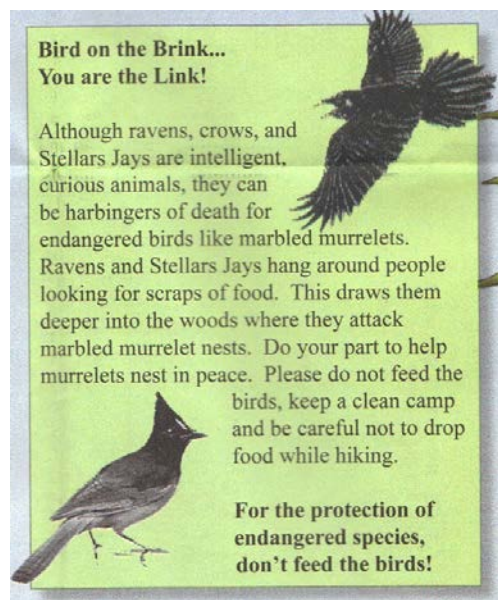 Bird on the Brink...
You are the Link!
Although ravens, crows, and
Stellars Jays are intelligent,
curious animals, they can
be harbingers of death for
endangered birds like marbled murrelets.
Ravens and Stellars Jays hang around people
looking for scraps of food.  This draws them
deeper into the woods where they attack
marbled murrelet nests.  Do your part to help
murrelets nest in peace.  Please do not feed the
birds, keep a clean camp
and be careful not to drop
food while hiking.
For the protection of
endangered species,
don't feed the birds!